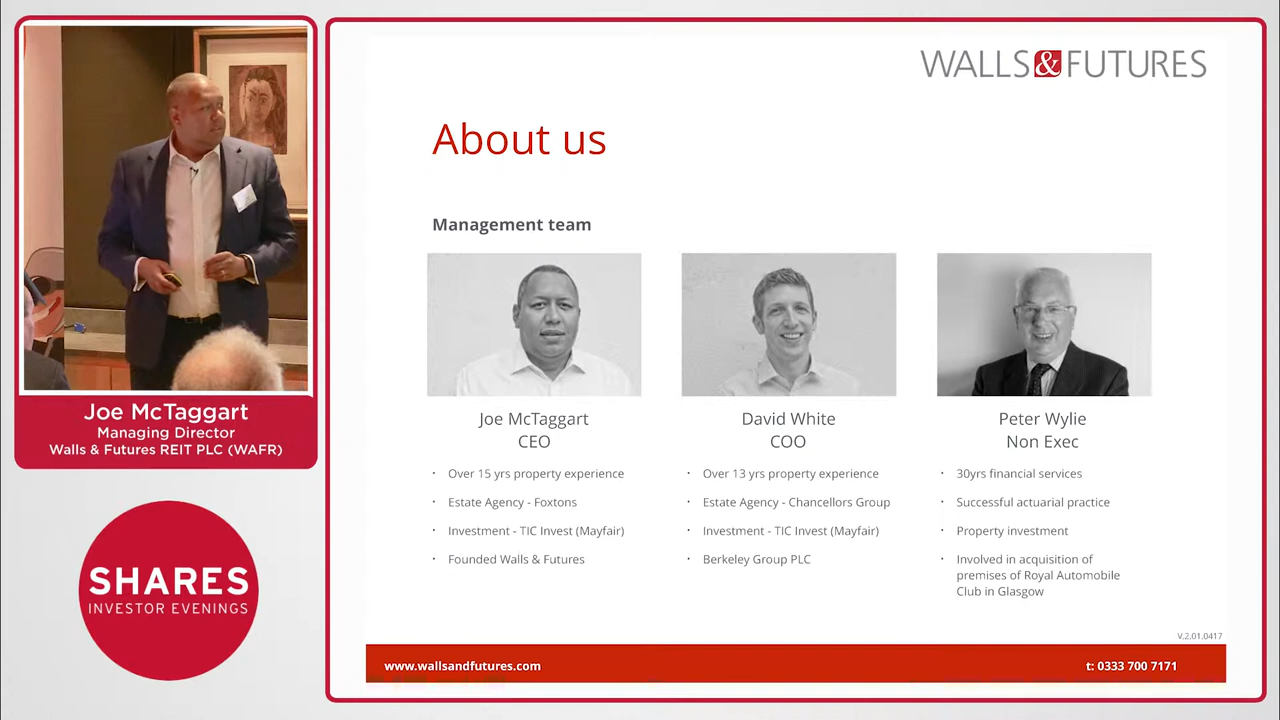 Joe McTaggart
Managing Director
Walls & Futures REIT PLC (WAFR)
SHARES
INVESTOR EVENINGS
WALLS&FUTURES
About us
Management team
Joe McTaggart
CEO
• Over 15 yrs property experience
• Estate Agency - Foxtons
• Investment - TIC Invest (Mayfair)
• Founded Walls & Futures
David White
COO
• Over 13 yrs property experience
• Estate Agency - Chancellors Group
• Investment - TIC Invest (Mayfair)
• Berkeley Group PLC
Peter Wylie
Non Exec
• 30yrs financial services
• Successful actuarial practice
• Property investment
• Involved in acquisition of
premises of Royal Automobile
Club in Glasgow
V.2.01.0417
www.wallsandfutures.com
t: 0333 700 7171